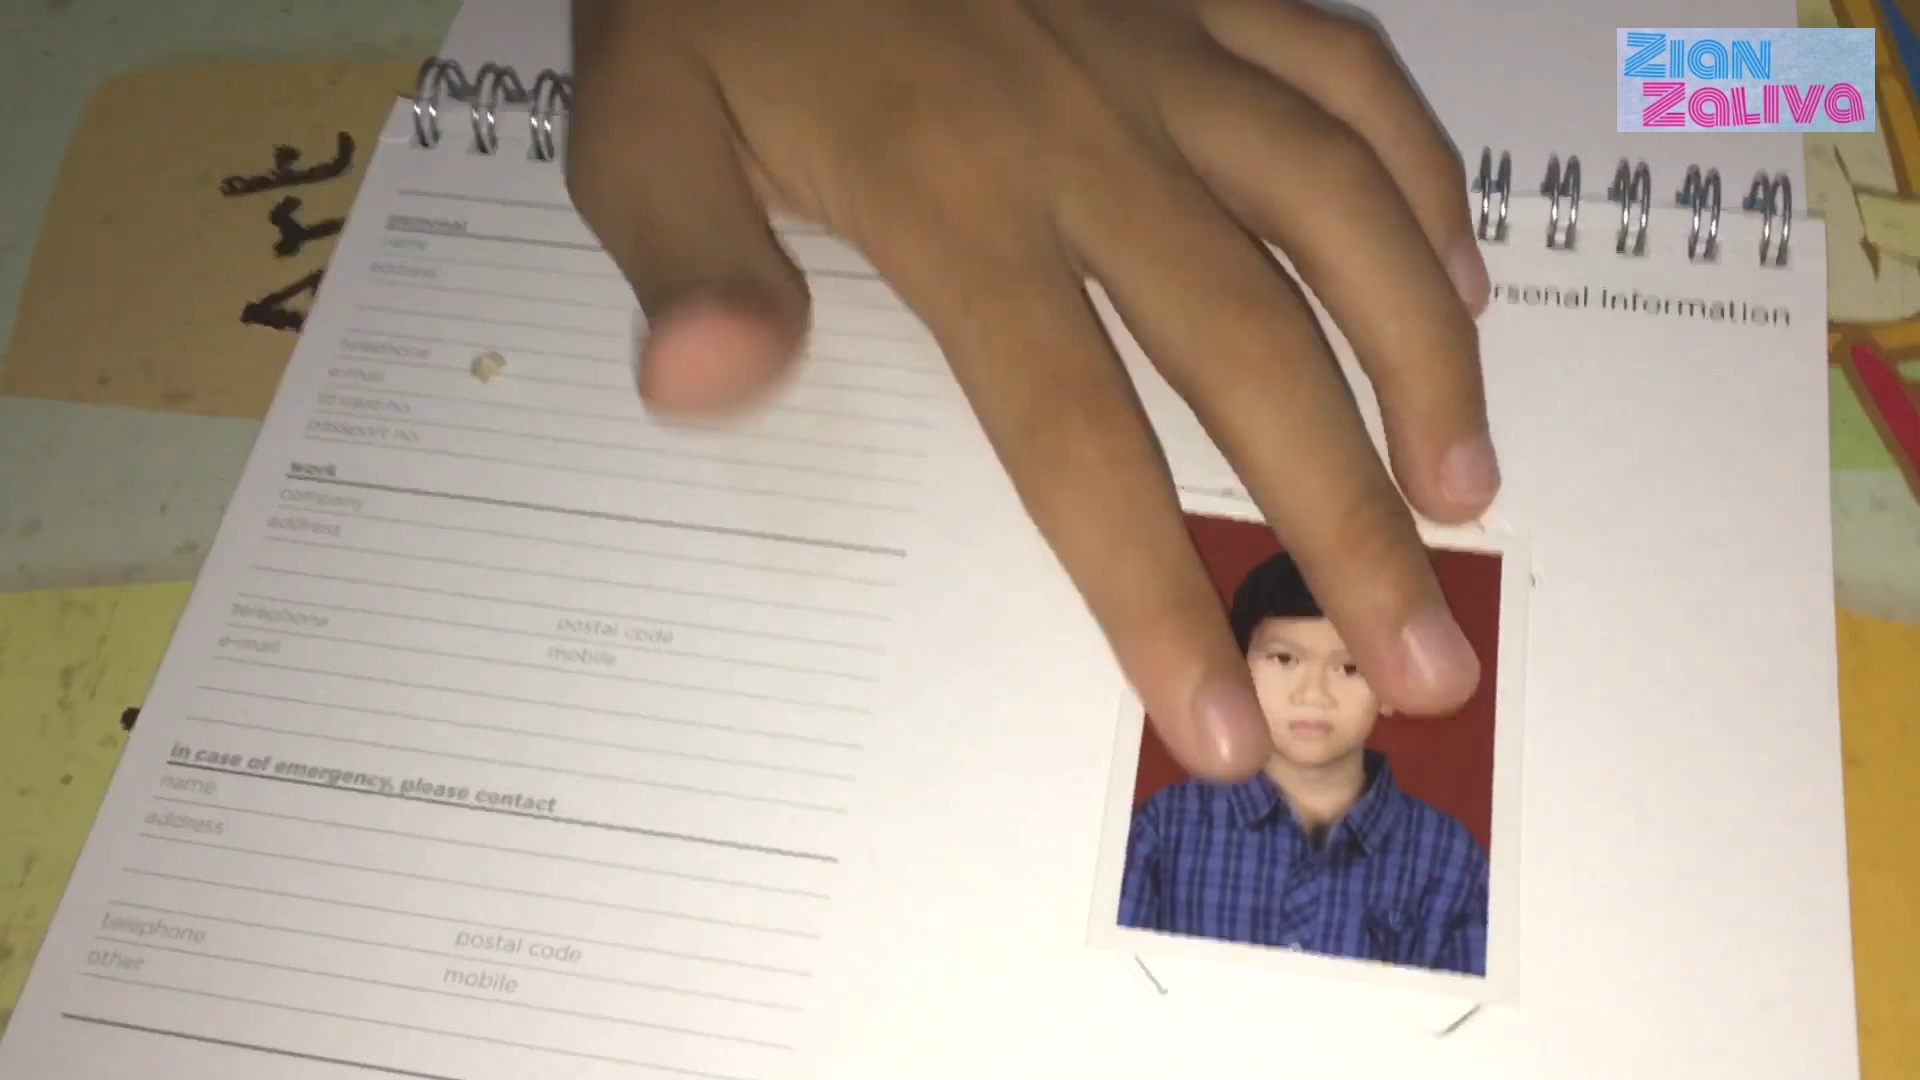 Zian
Zaliva
Art
rsonal information
personal
name
address
telephone
e-mail
id card no
passport no
work
company
address
telephone postal code
e-mail mobile
in case of emergency, please contact
name
address
telephone postal code
other mobile